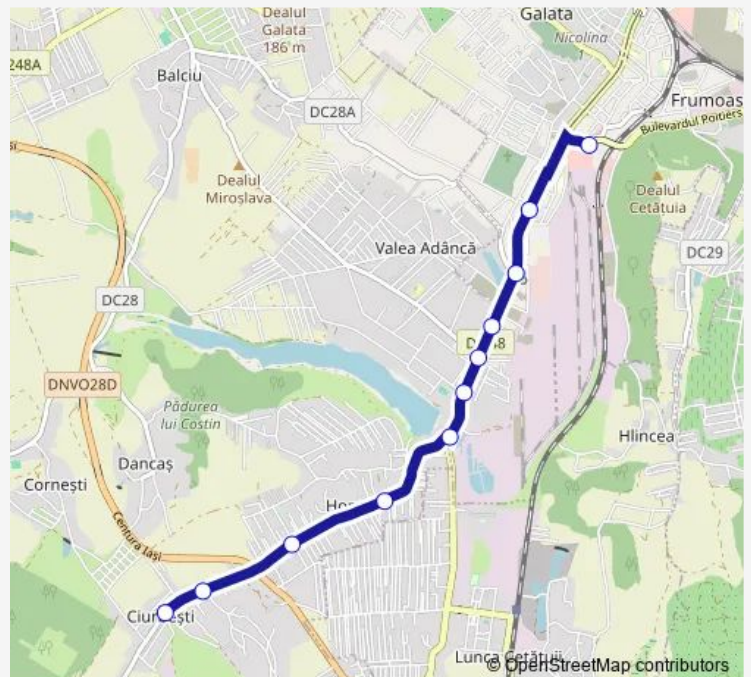 Galata
Dealul
Galata
186 m
Nicolina
248A
Balciu
DC28A
Frumoas
Bulevardul Poitiers
Dealul
Miroslava
Dealul
Cetățuia
Valea Adâncă
DC29
DC28
DNVO28D
Pădurea
lui Costin
Hlincea
Dancaș
Cornești
Centura Iași
Lunca Cetățuii
© OpenStreetMap contributors